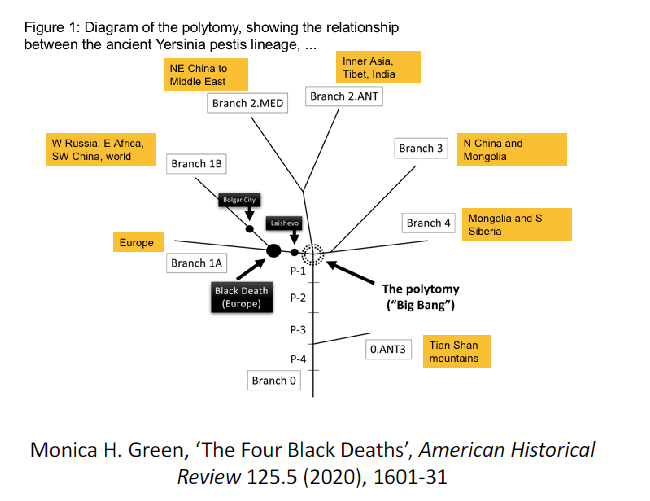 Figure 1: Diagram of the polytomy, showing the relationship
between the ancient Yersinia pestis lineage, ...
NE China to
Middle East
Inner Asia,
Tibet, India
Branch 2.MED
Branch 2.ANT
W Russia, E Africa,
SW China, world
Branch 1B
Branch 3
N China and
Mongolia
Bolgar City
Laishevo
Branch 4
Mongolia and S
Siberia
Europe
Branch 1A
P-1
Black Death
(Europe)
P-2
The polytomy
("Big Bang")
P-3
0.ANT3
Tian Shan
mountains
P-4
Branch 0
Monica H. Green, 'The Four Black Deaths', American Historical
Review 125.5 (2020), 1601-31